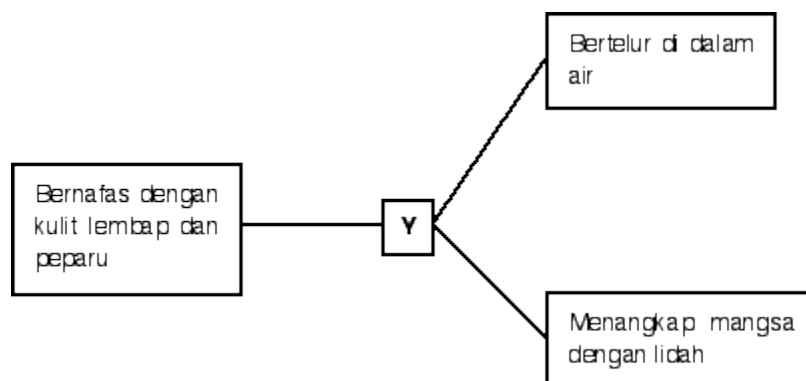 Bertelur di dalam
air
Bernafas dengan
kulit lembap dan
peparu
Y
Menangkap mangsa
dengan lidah